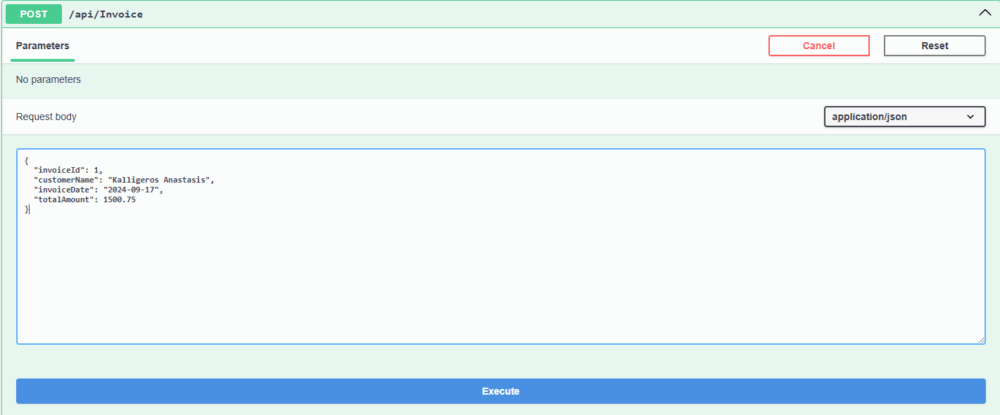 POST /api/Invoice
Parameters
Cancel
Reset
No parameters
Request body
application/json
{
  "invoiceId": 1,
  "customerName": "Kalligeros Anastasis",
  "invoiceDate": "2024-09-17",
  "totalAmount": 1500.75
}
Execute